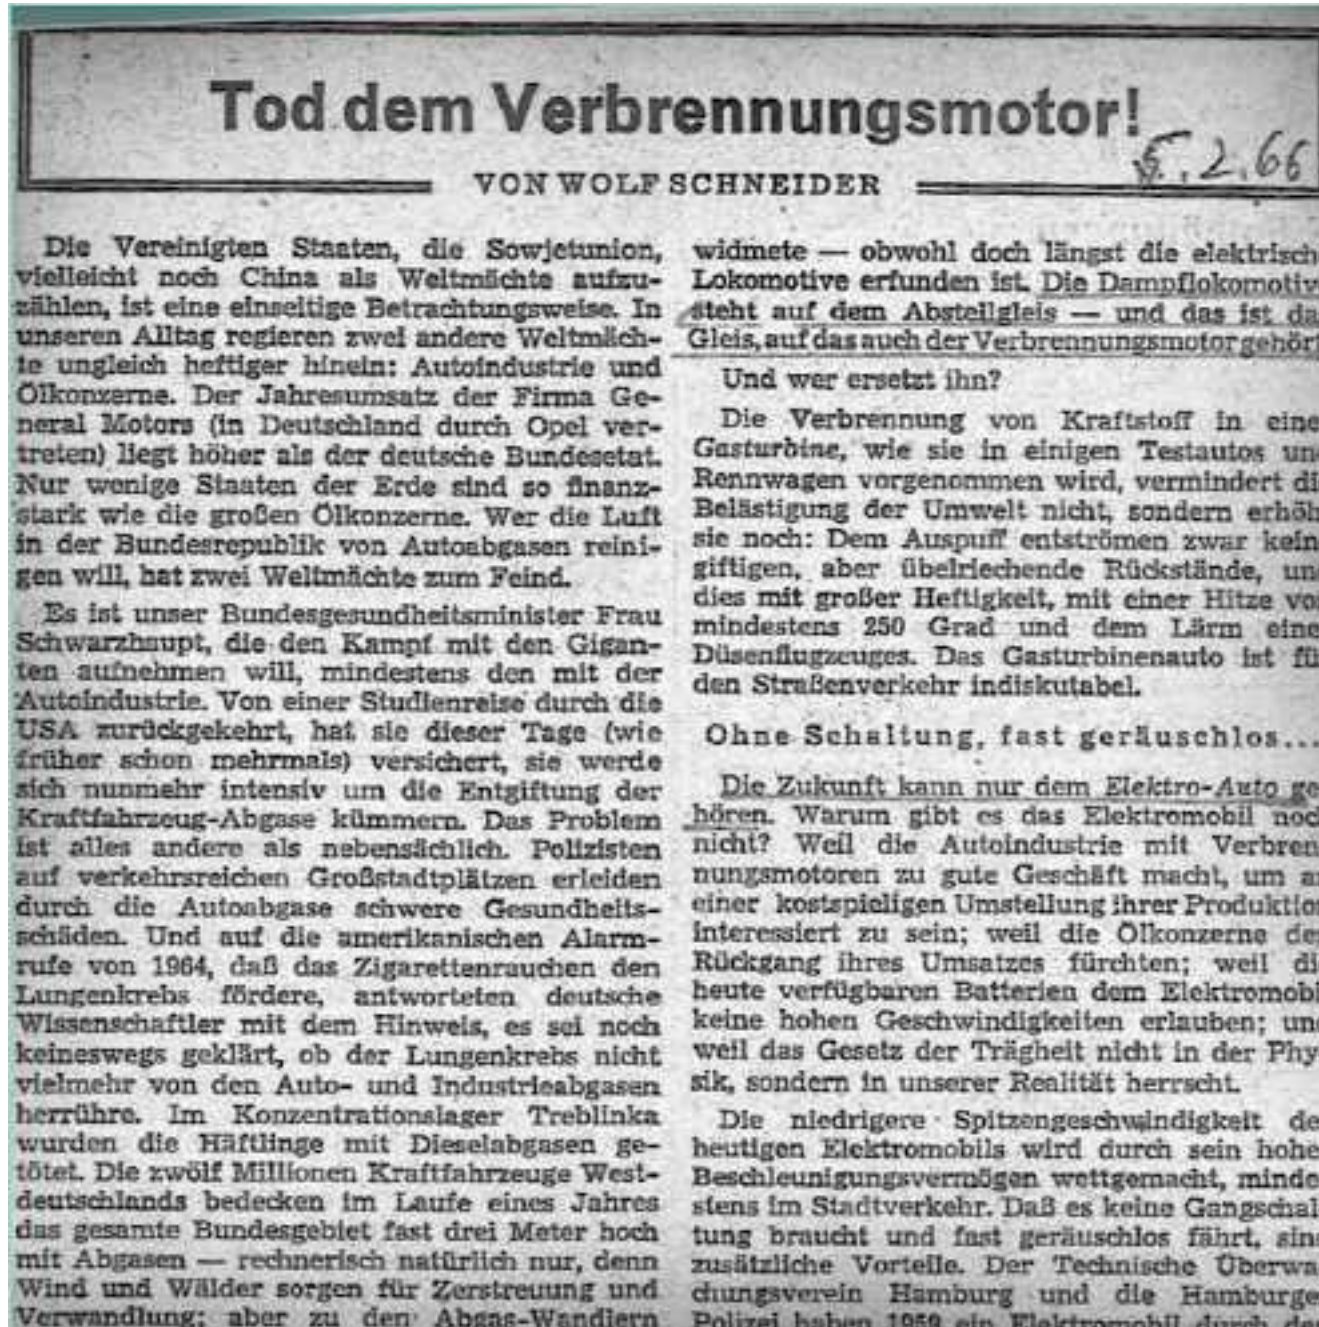 Tod dem Verbrennungsmotor!
5.2.66
VON WOLF SCHNEIDER
Die Vereinigten Staaten, die Sowjetunion,
vielleicht noch China als Weltmächte aufzu-
zählen, ist eine einseitige Betrachtungsweise. In
unseren Alltag regieren zwei andere Weltmäch-
te ungleich heftiger hinein: Autoindustrie und
Ölkonzerne. Der Jahresumsatz der Firma Ge-
neral Motors (in Deutschland durch Opel ver-
treten) liegt höher als der deutsche Bundesetat.
Nur wenige Staaten der Erde sind so finanz-
stark wie die großen Ölkonzerne. Wer die Luft
in der Bundesrepublik von Autoabgasen reini-
gen will, hat zwei Weltmächte zum Feind.
Es ist unser Bundesgesundheitsminister Frau
Schwarzhaupt, die den Kampf mit den Gigan-
ten aufnehmen will, mindestens den mit der
Autoindustrie. Von einer Studienreise durch die
USA zurückgekehrt, hat sie dieser Tage (wie
früher schon mehrmals) versichert, sie werde
sich nunmehr intensiv um die Entgiftung der
Kraftfahrzeug-Abgase kümmern. Das Problem
ist alles andere als nebensächlich. Polizisten
auf verkehrsreichen Großstadtplätzen erleiden
durch die Autoabgase schwere Gesundheits-
schäden. Und auf die amerikanischen Alarm-
rufe von 1964, daß das Zigarettenrauchen den
Lungenkrebs fördere, antworteten deutsche
Wissenschaftler mit dem Hinweis, es sei noch
keineswegs geklärt, ob der Lungenkrebs nicht
vielmehr von den Auto- und Industrieabgasen
herrühre. Im Konzentrationslager Treblinka
wurden die Häftlinge mit Dieselabgasen ge-
tötet. Die zwölf Millionen Kraftfahrzeuge West-
deutschlands bedecken im Laufe eines Jahres
das gesamte Bundesgebiet fast drei Meter hoch
mit Abgasen — rechnerisch natürlich nur, denn
Wind und Wälder sorgen für Zerstreuung und
Verwandlung; aber zu den Abgas-Wandlern
widmete — obwohl doch längst die elektrisch
Lokomotive erfunden ist. Die Dampflokomotiv
steht auf dem Abstellgleis — und das ist da
Gleis, auf das auch der Verbrennungsmotor gehört
Und wer ersetzt ihn?
Die Verbrennung von Kraftstoff in eine
Gasturbine, wie sie in einigen Testautos und
Rennwagen vorgenommen wird, vermindert di
Belästigung der Umwelt nicht, sondern erhöh
sie noch: Dem Auspuff entströmen zwar kein
giftigen, aber übelriechende Rückstände, und
dies mit großer Heftigkeit, mit einer Hitze vo
mindestens 250 Grad und dem Lärm eine
Düsenflugzeuges. Das Gasturbinenauto ist fü
den Straßenverkehr indiskutabel.
Ohne Schaltung, fast geräuschlos...
Die Zukunft kann nur dem Elektro-Auto ge
hören. Warum gibt es das Elektromobil noch
nicht? Weil die Autoindustrie mit Verbren
nungsmotoren zu gute Geschäft macht, um a
einer kostspieligen Umstellung ihrer Produktion
interessiert zu sein; weil die Ölkonzerne de
Rückgang ihres Umsatzes fürchten; weil di
heute verfügbaren Batterien dem Elektromobi
keine hohen Geschwindigkeiten erlauben; und
weil das Gesetz der Trägheit nicht in der Phy
sik, sondern in unserer Realität herrscht.
Die niedrigere Spitzengeschwindigkeit de
heutigen Elektromobils wird durch sein hohe
Beschleunigungsvermögen wettgemacht, minde
stens im Stadtverkehr. Daß es keine Gangschal
tung braucht und fast geräuschlos fährt, sind
zusätzliche Vorteile. Der Technische Überwa
chungsverein Hamburg und die Hamburge
Polizei haben 1959 ein Elektromobil durch den